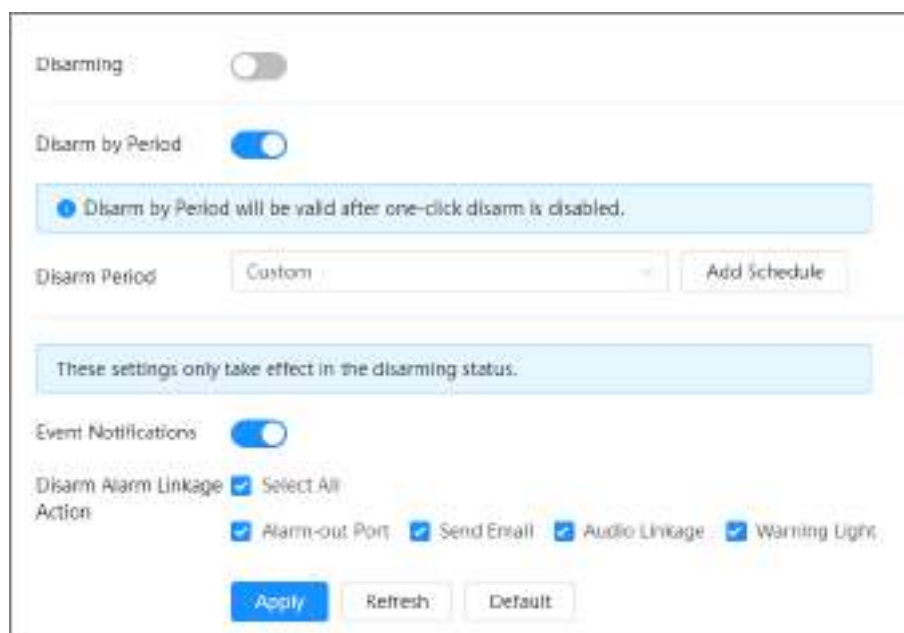 Disarming
Disarm by Period
Disarm by Period will be valid after one-click disarm is disabled.
Disarm Period Custom Add Schedule
These settings only take effect in the disarming status.
Event Notifications
Disarm Alarm Linkage Action Select All
Alarm-out Port Send Email Audio Linkage Warning Light
Apply Refresh Default